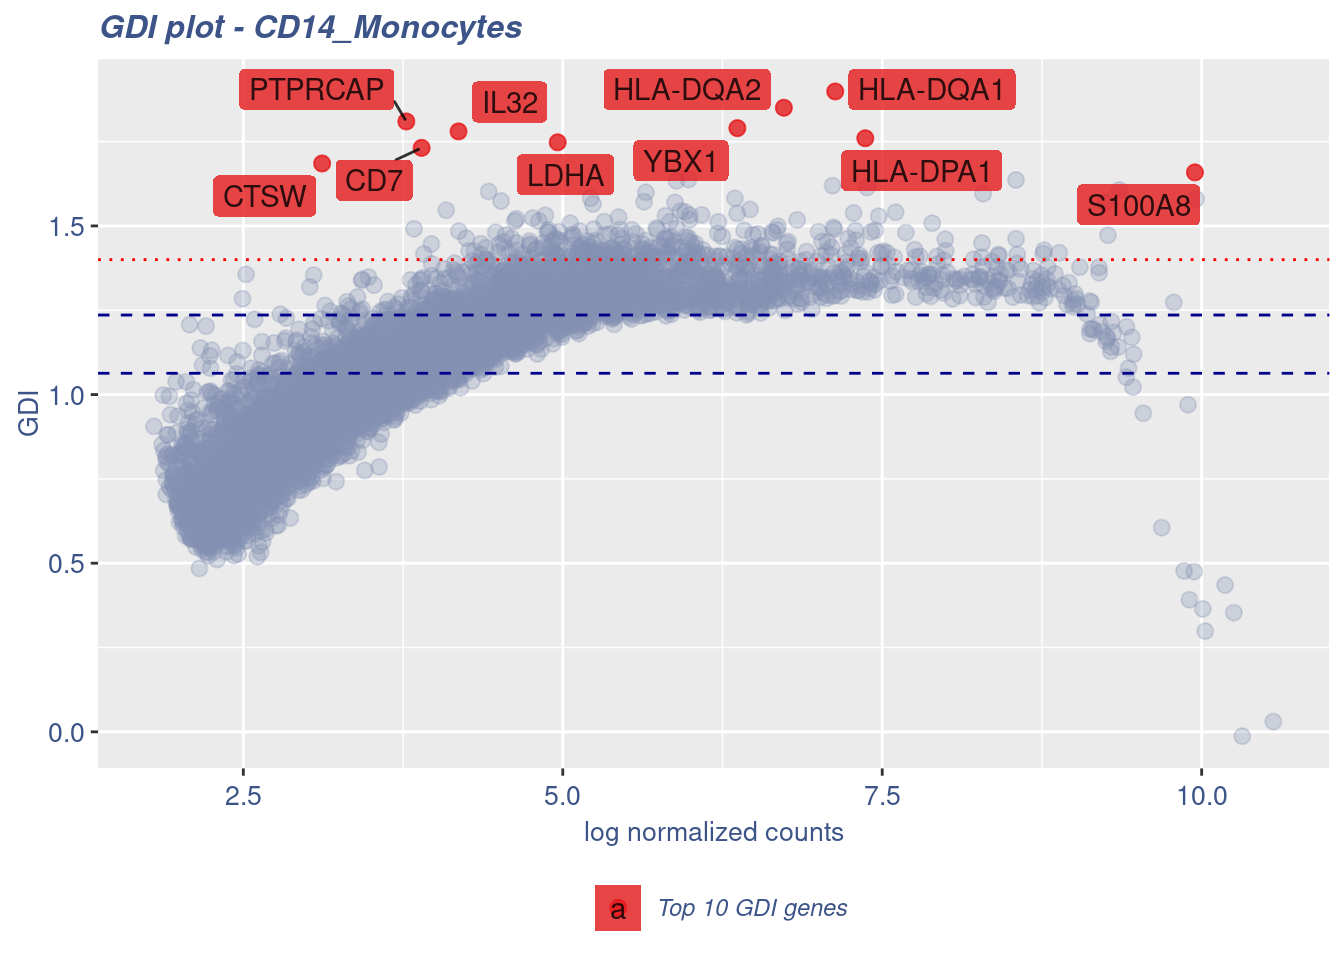 GDI plot - CD14_Monocytes
PTPRCAP
IL32
HLA-DQA2
HLA-DQA1
CTSW
CD7
LDHA
YBX1
HLA-DPA1
S100A8
GDI
1.5
1.0
0.5
0.0
2.5 5.0 7.5 10.0
log normalized counts
a Top 10 GDI genes